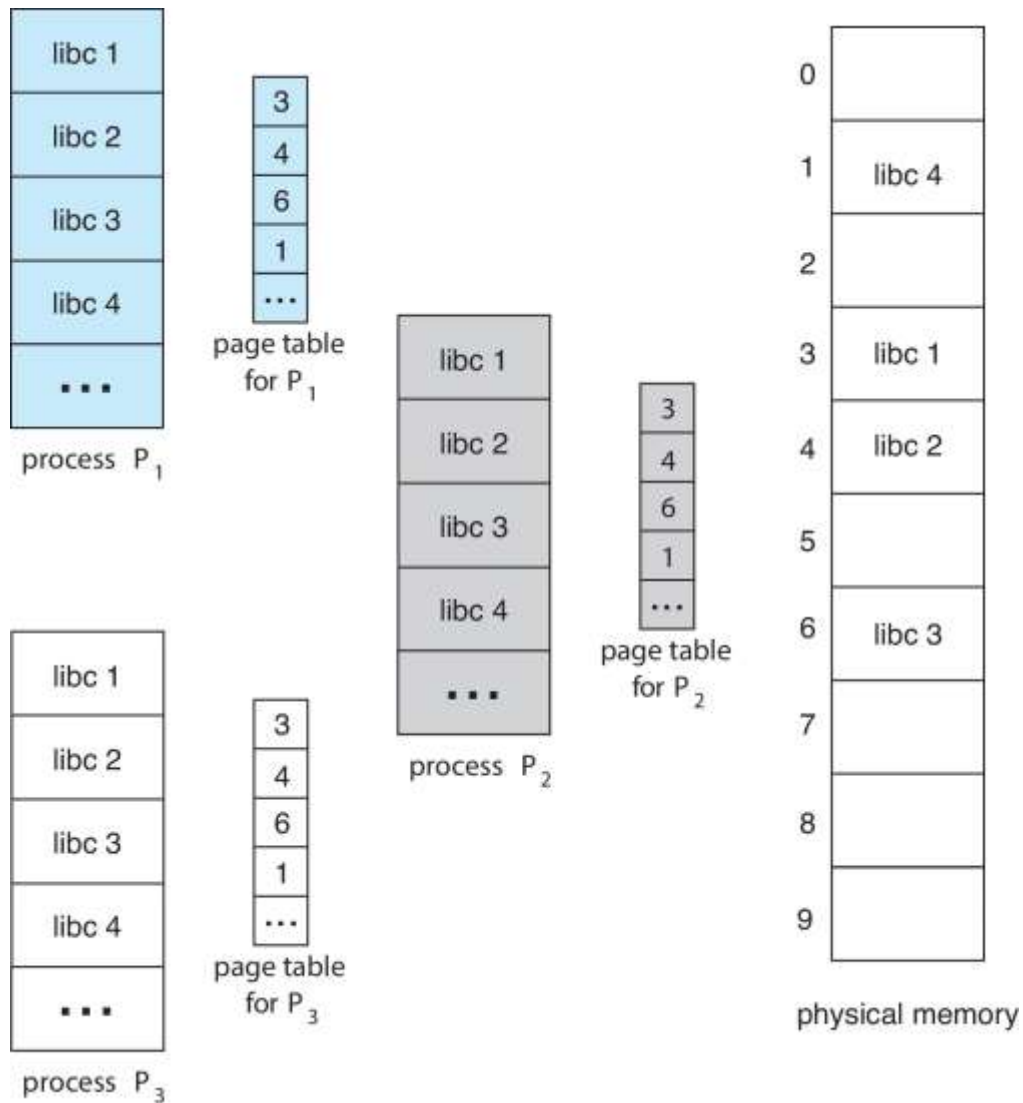 libc 1
libc 2
libc 3
libc 4
...
process P1
3
4
6
1
...
page table
for P1
libc 1
libc 2
libc 3
libc 4
...
process P2
3
4
6
1
...
page table
for P2
libc 1
libc 2
libc 3
libc 4
...
process P3
3
4
6
1
...
page table
for P3
0
1 libc 4
2
3 libc 1
4 libc 2
5
6 libc 3
7
8
9
physical memory